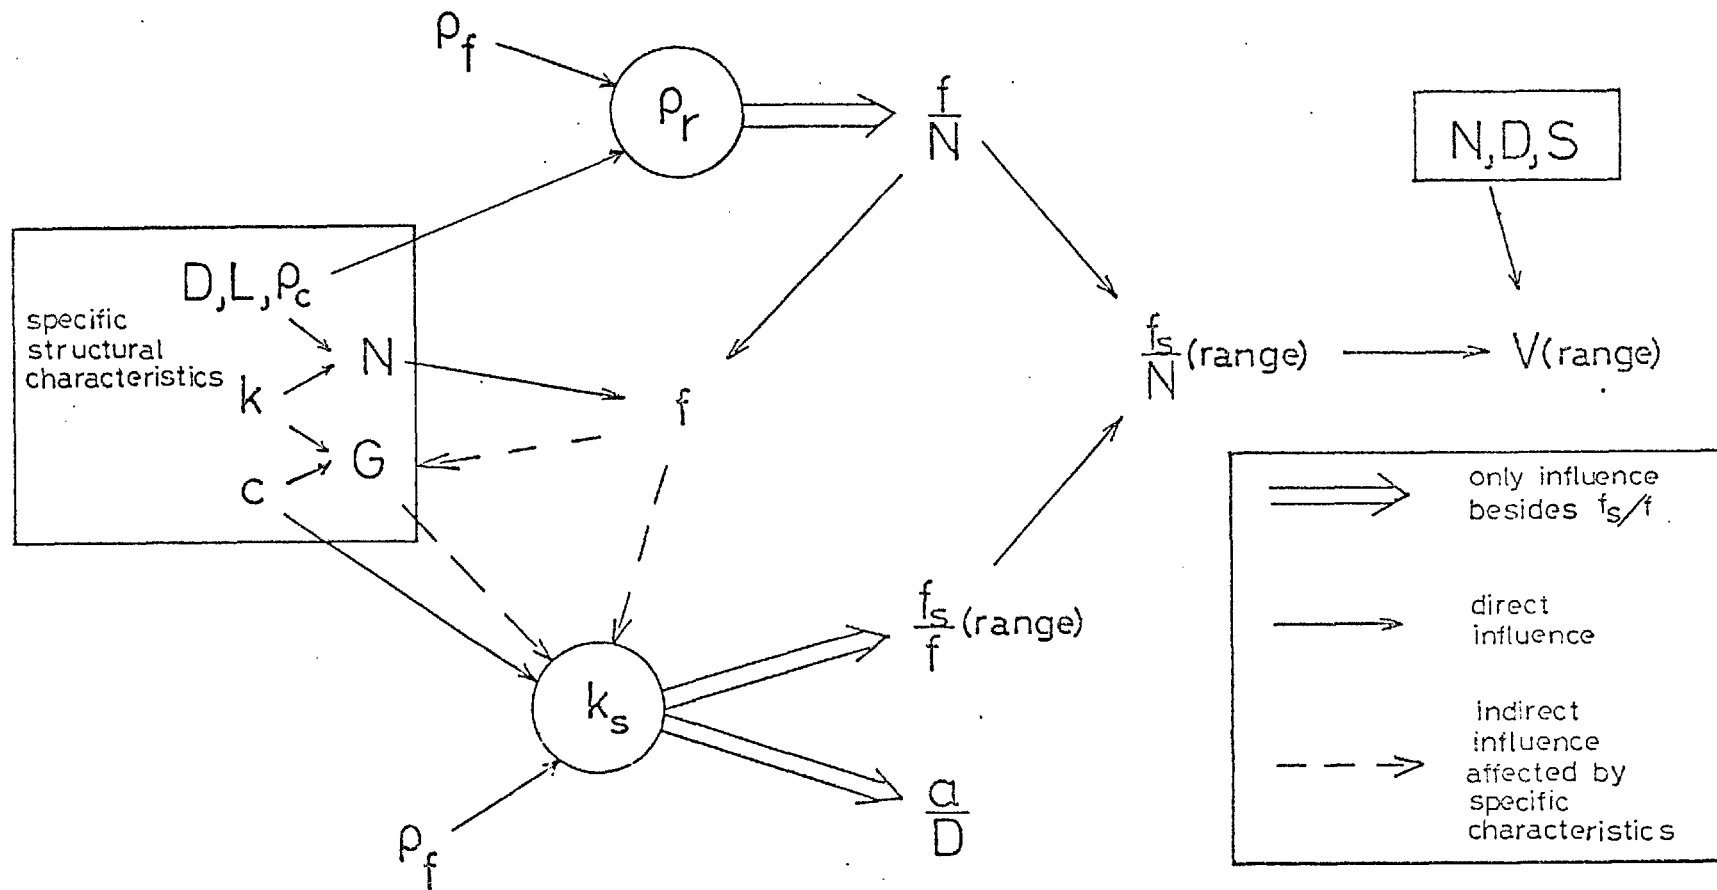 ρf
ρr
f/N
N,D,S
D,L,ρc
specific
structural
characteristics
N
k
G
c
f
fs/N (range)
V(range)
fs/f (range)
ks
a/D
ρf
only influence
besides fs/f
direct
influence
indirect
influence
affected by
specific
characteristics